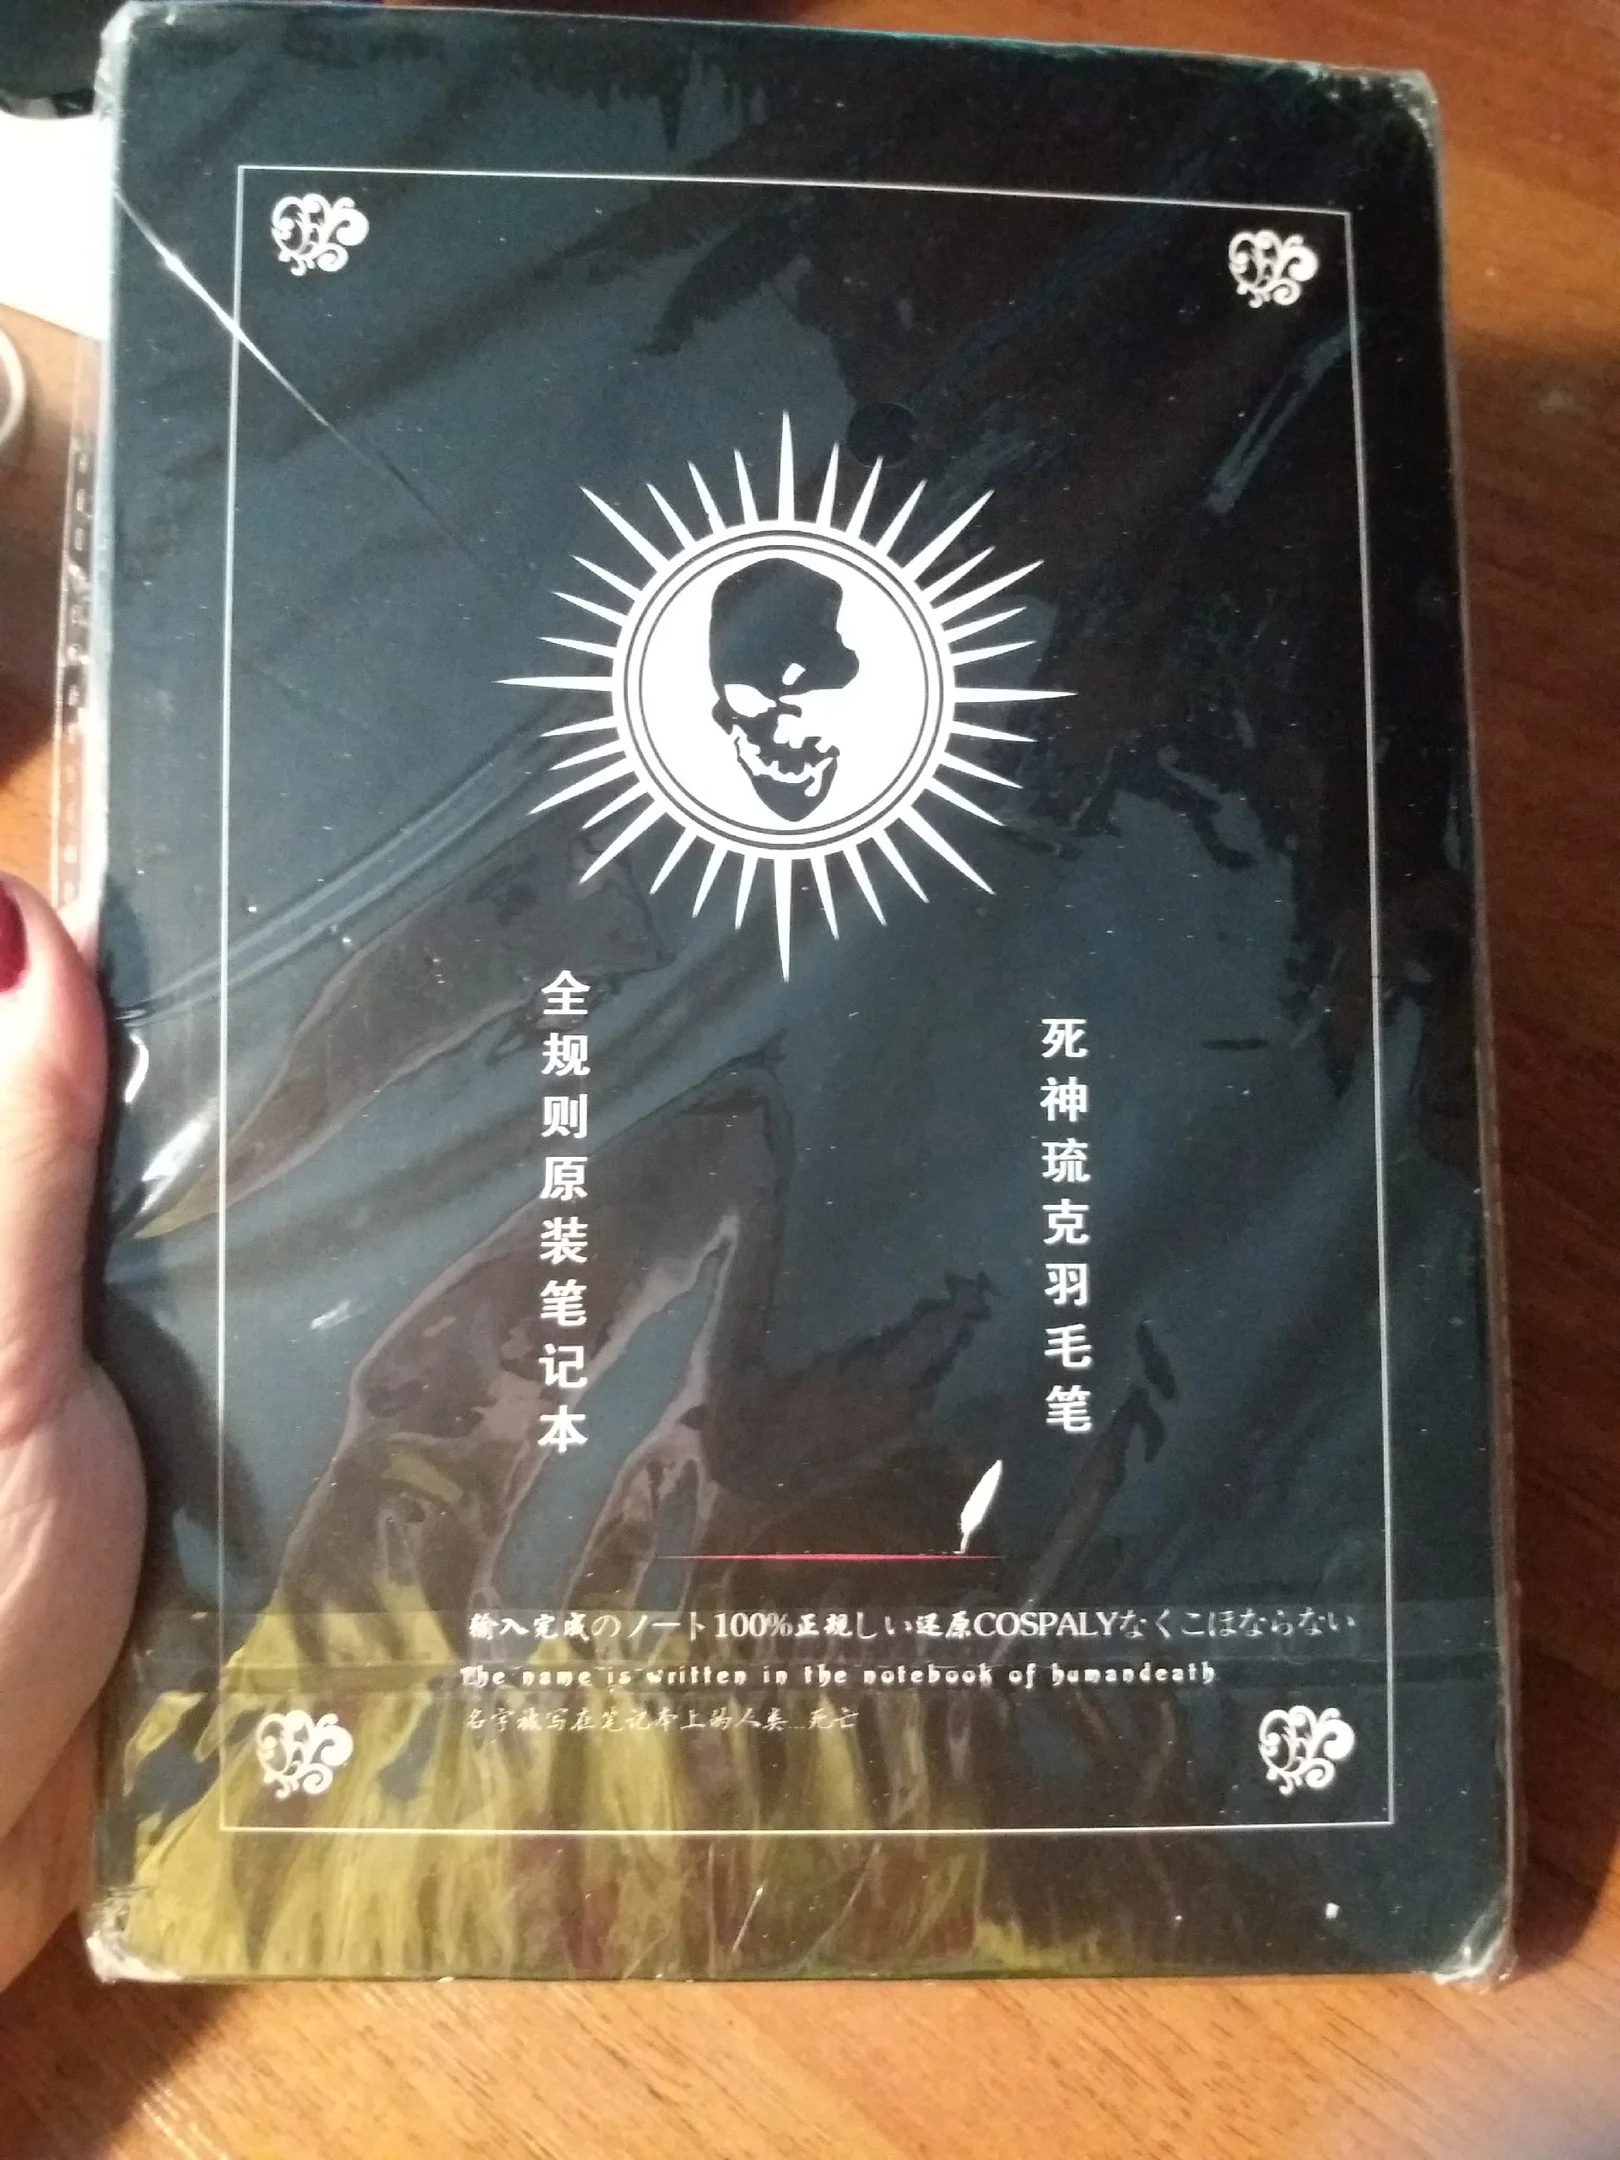 全规则原装笔记本
死神琉克羽毛笔
输入完成のノート100%正规しい还原COSPALYなくこほならない
The name is written in the notebook of humandeath
名字被写在笔记本上的人类...死亡